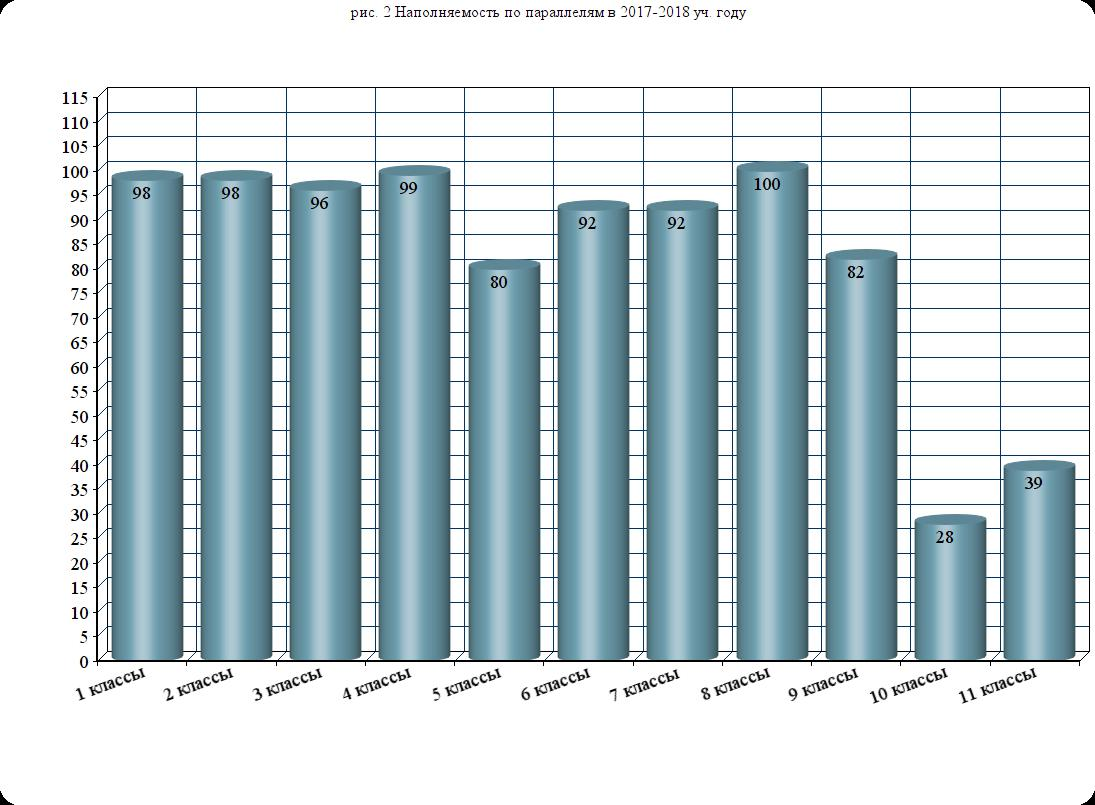 рис. 2 Наполняемость по параллелям в 2017-2018 уч. году
115
110
105
100
95
90
85
80
75
70
65
60
55
50
45
40
35
30
25
20
15
10
5
0
98
98
96
99
80
92
92
100
82
28
39
1 классы
2 классы
3 классы
4 классы
5 классы
6 классы
7 классы
8 классы
9 классы
10 классы
11 классы